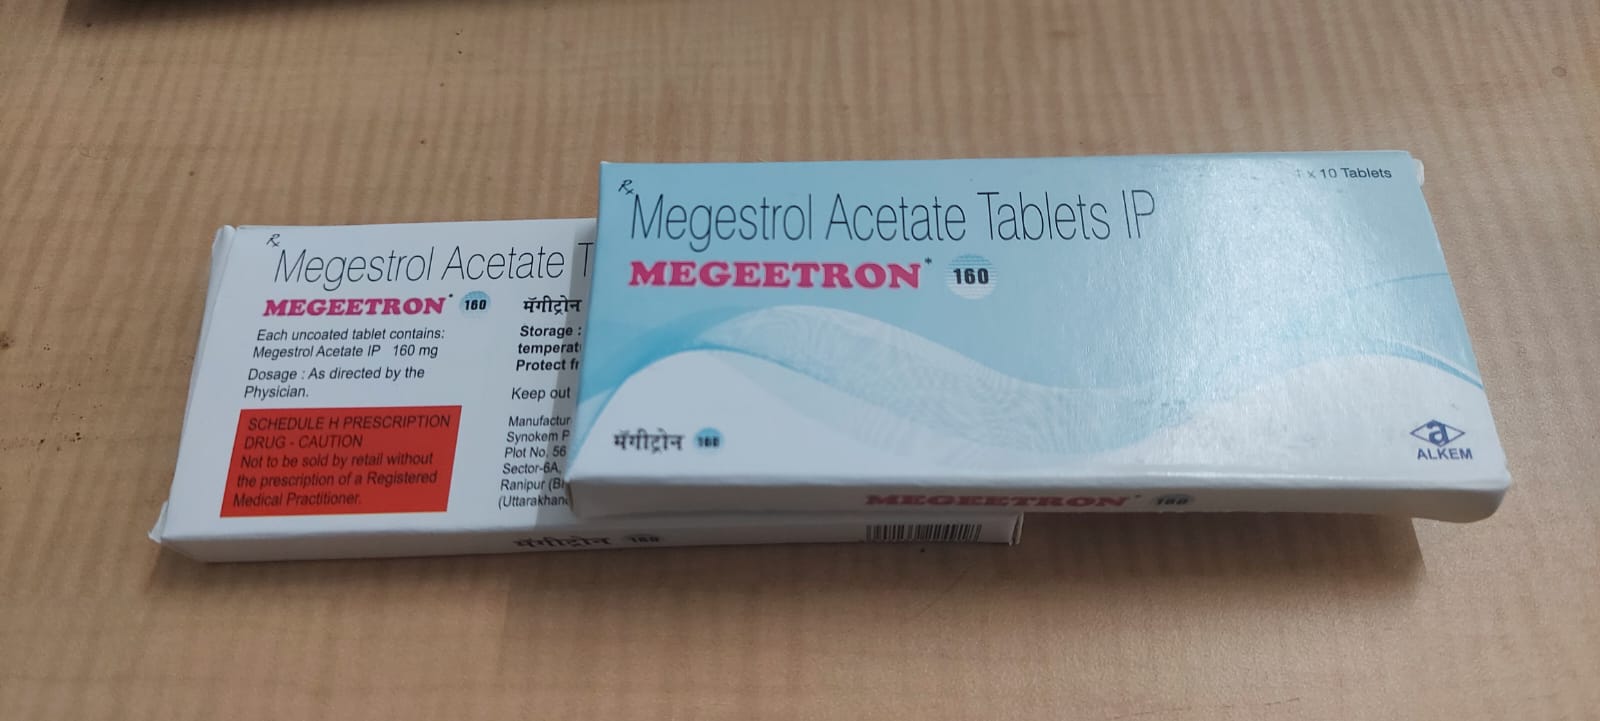 Rx
Megestrol Acetate T
MEGEETRON* 160
मॅगीट्रोन
Each uncoated tablet contains:
Megestrol Acetate IP 160 mg
Dosage : As directed by the
Physician.
SCHEDULE H PRESCRIPTION
DRUG - CAUTION
Not to be sold by retail without
the prescription of a Registered
Medical Practitioner.
Storage :
Protect
Keep out
Synokem P
Plot No. 56
Sector-6A,
Ranipur
मॅगीट्रोन 160
Rx
Megestrol Acetate Tablets IP
1 x 10 Tablets
MEGEETRON* 160
मॅगीट्रोन 160
a
ALKEM
MEGEETRON* 160